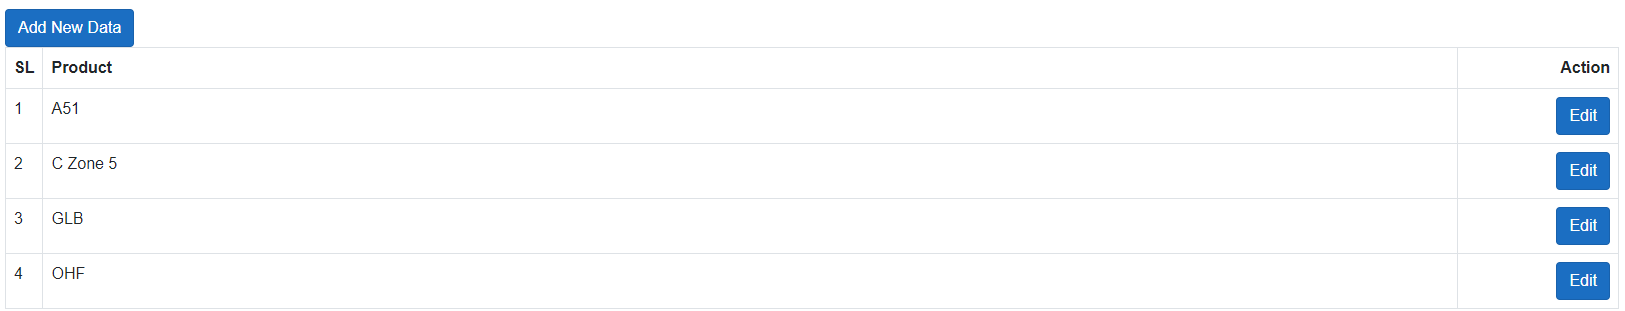 Add New Data
SL Product Action
1 A51 Edit
2 C Zone 5 Edit
3 GLB Edit
4 OHF Edit